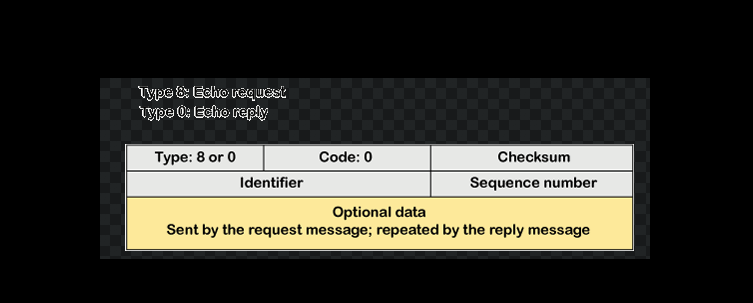 Type 8: Echo request
Type 0: Echo reply
Type: 8 or 0 Code: 0 Checksum
Identifier Sequence number
Optional data
Sent by the request message; repeated by the reply message